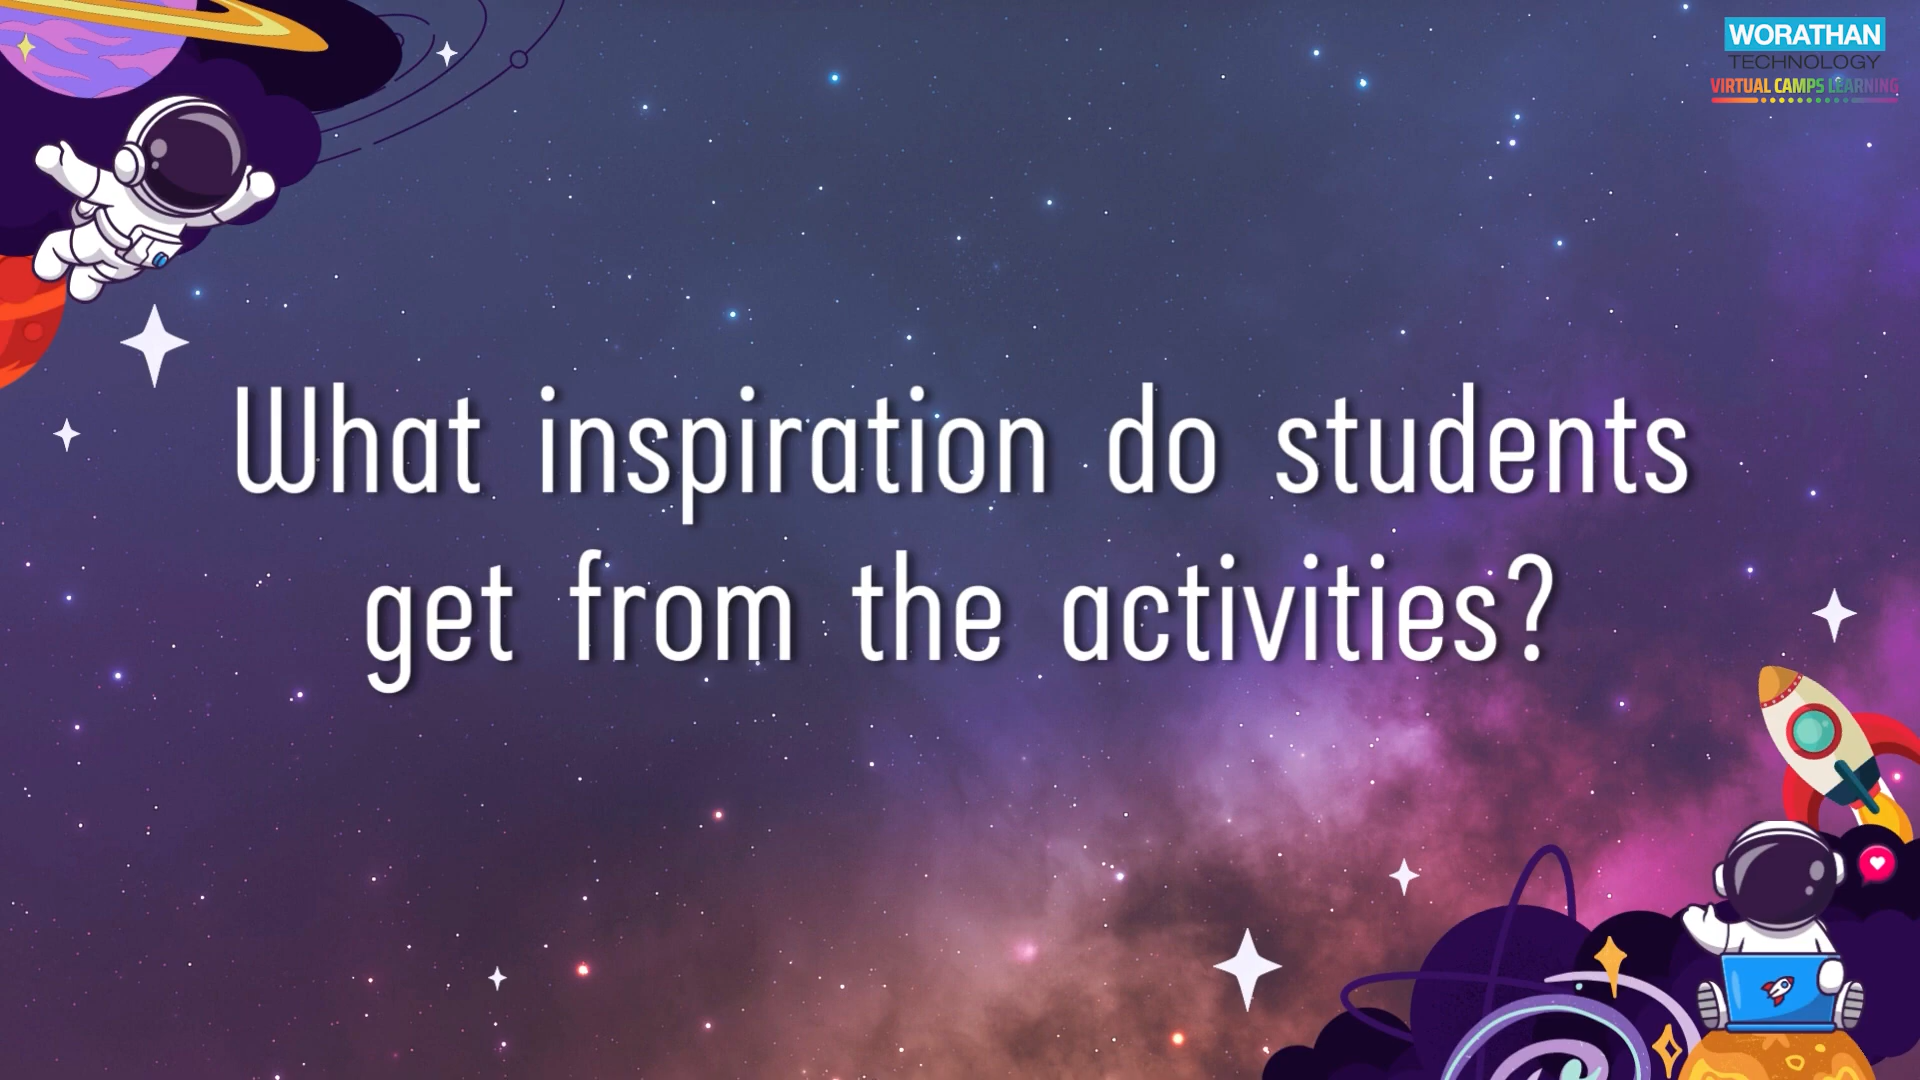 WORATHAN
TECHNOLOGY
VIRTUAL CAMPS LEARNING
What inspiration do students
get from the activities?